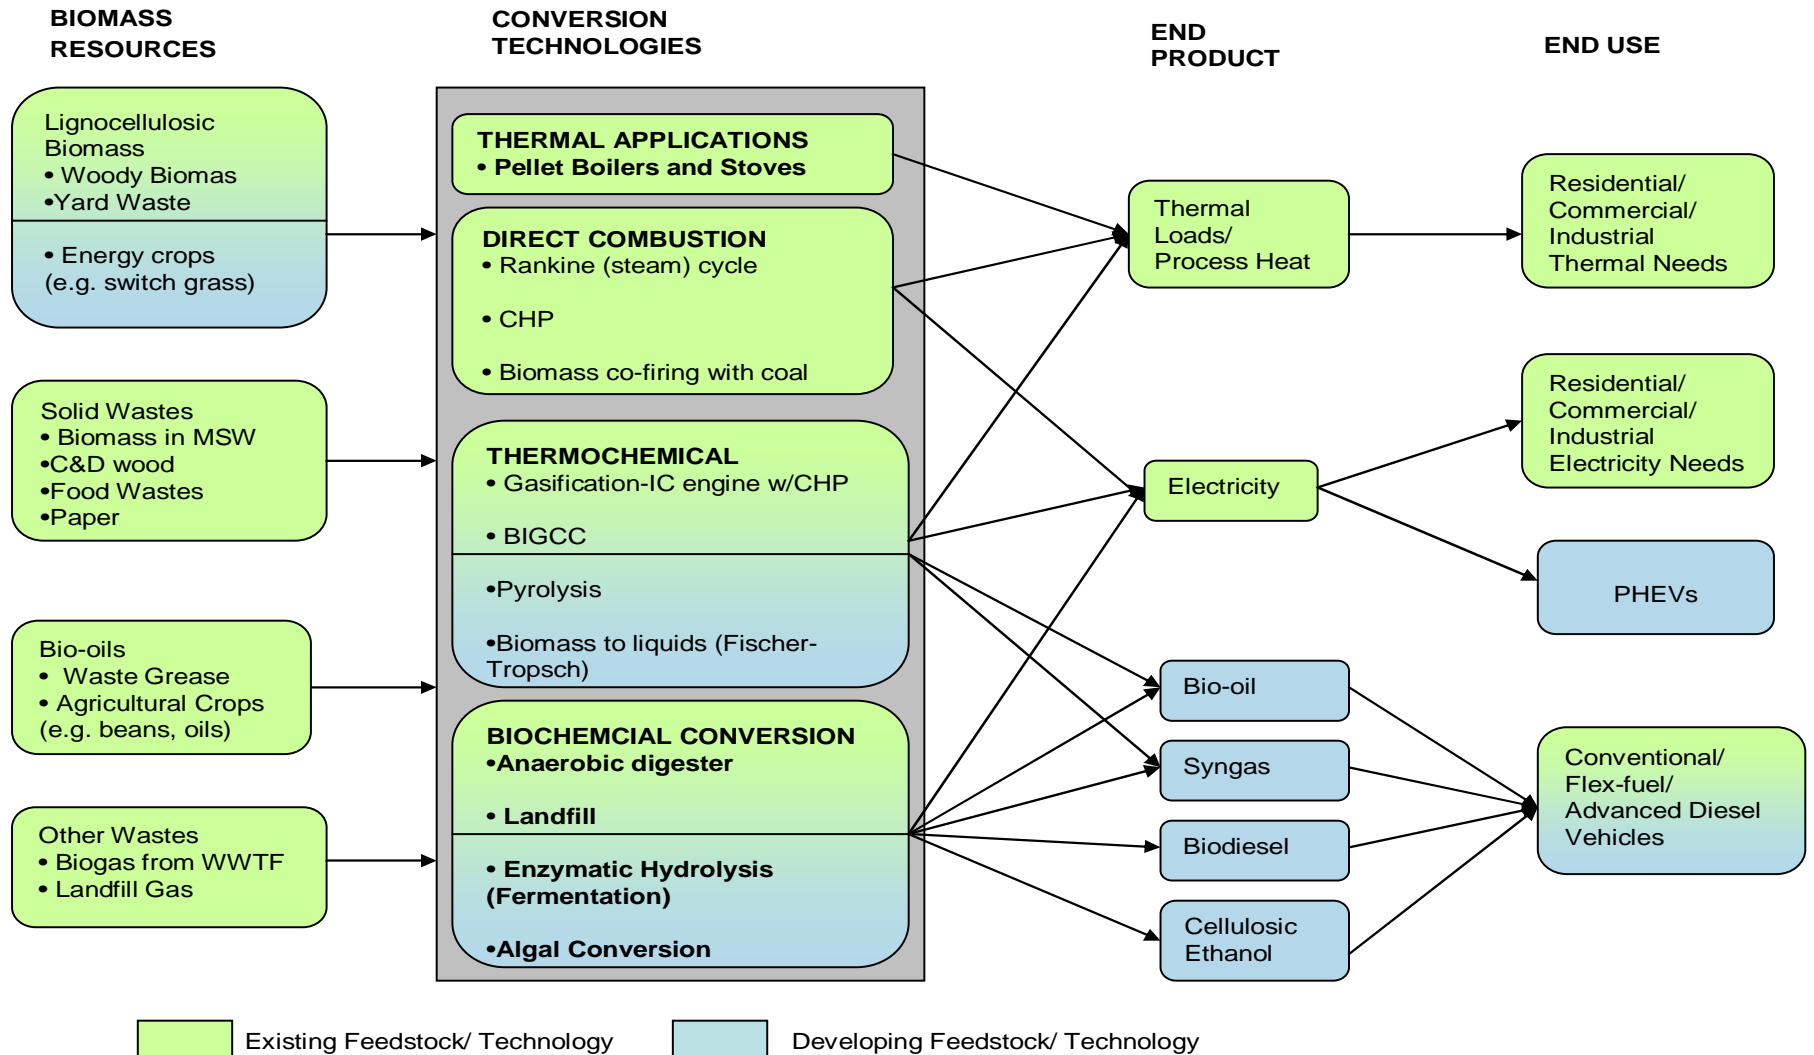 BIOMASS
RESOURCES
CONVERSION
TECHNOLOGIES
END
PRODUCT
END USE
Lignocellulosic
Biomass
• Woody Biomas
•Yard Waste
• Energy crops
(e.g. switch grass)
Solid Wastes
• Biomass in MSW
•C&D wood
•Food Wastes
•Paper
Bio-oils
• Waste Grease
• Agricultural Crops
(e.g. beans, oils)
Other Wastes
• Biogas from WWTF
• Landfill Gas
THERMAL APPLICATIONS
• Pellet Boilers and Stoves
DIRECT COMBUSTION
• Rankine (steam) cycle
• CHP
• Biomass co-firing with coal
THERMOCHEMICAL
• Gasification-IC engine w/CHP
• BIGCC
•Pyrolysis
•Biomass to liquids (Fischer-
Tropsch)
BIOCHEMCIAL CONVERSION
•Anaerobic digester
• Landfill
• Enzymatic Hydrolysis
(Fermentation)
•Algal Conversion
Thermal
Loads/
Process Heat
Electricity
Bio-oil
Syngas
Biodiesel
Cellulosic
Ethanol
Residential/
Commercial/
Industrial
Thermal Needs
Residential/
Commercial/
Industrial
Electricity Needs
PHEVs
Conventional/
Flex-fuel/
Advanced Diesel
Vehicles
Existing Feedstock/ Technology
Developing Feedstock/ Technology